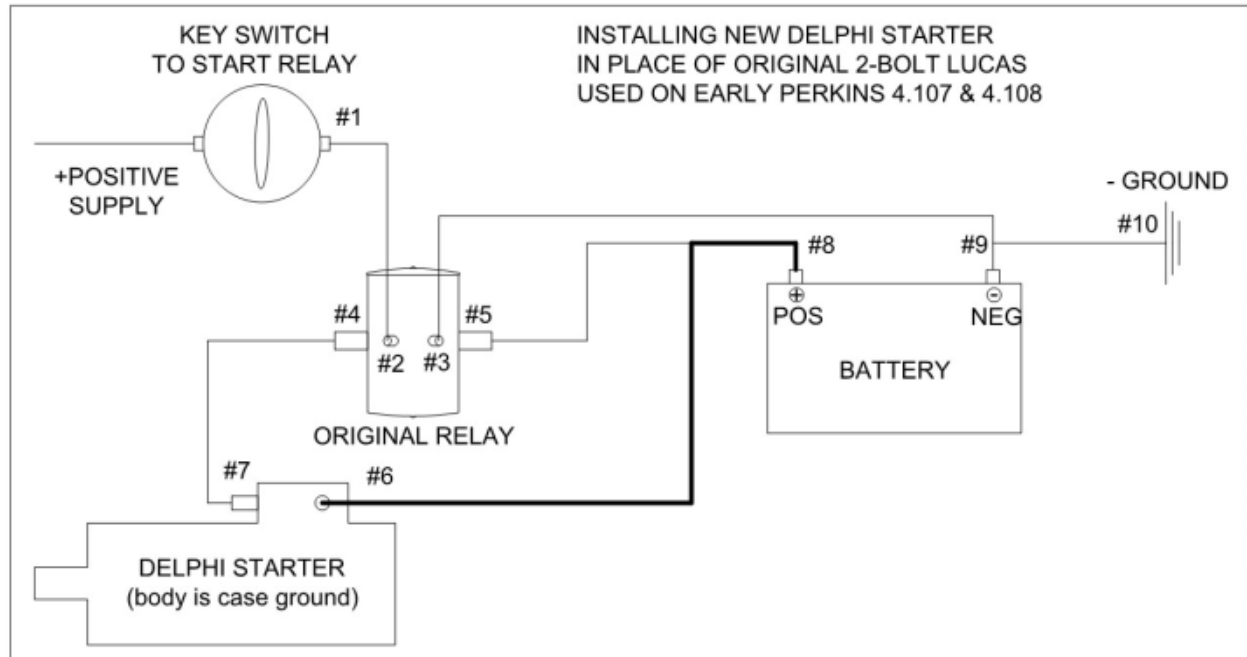 KEY SWITCH
TO START RELAY
INSTALLING NEW DELPHI STARTER
IN PLACE OF ORIGINAL 2-BOLT LUCAS
USED ON EARLY PERKINS 4.107 & 4.108
#1
+POSITIVE
SUPPLY
- GROUND
#10
#8
#9
#4
#5
#2
#3
POS
NEG
BATTERY
ORIGINAL RELAY
#7
#6
DELPHI STARTER
(body is case ground)